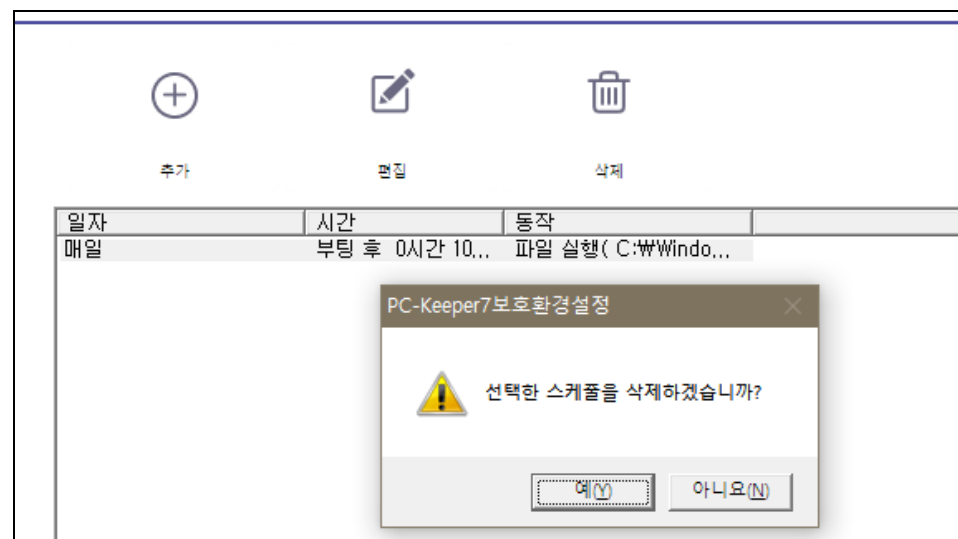 추가 편집 삭제
일자 시간 동작
매일 부팅 후 0시간 10... 파일 실행( C:₩Windo...
PC-Keeper7보호환경설정
선택한 스케풀을 삭제하겠습니까?
예(Y) 아니요(N)